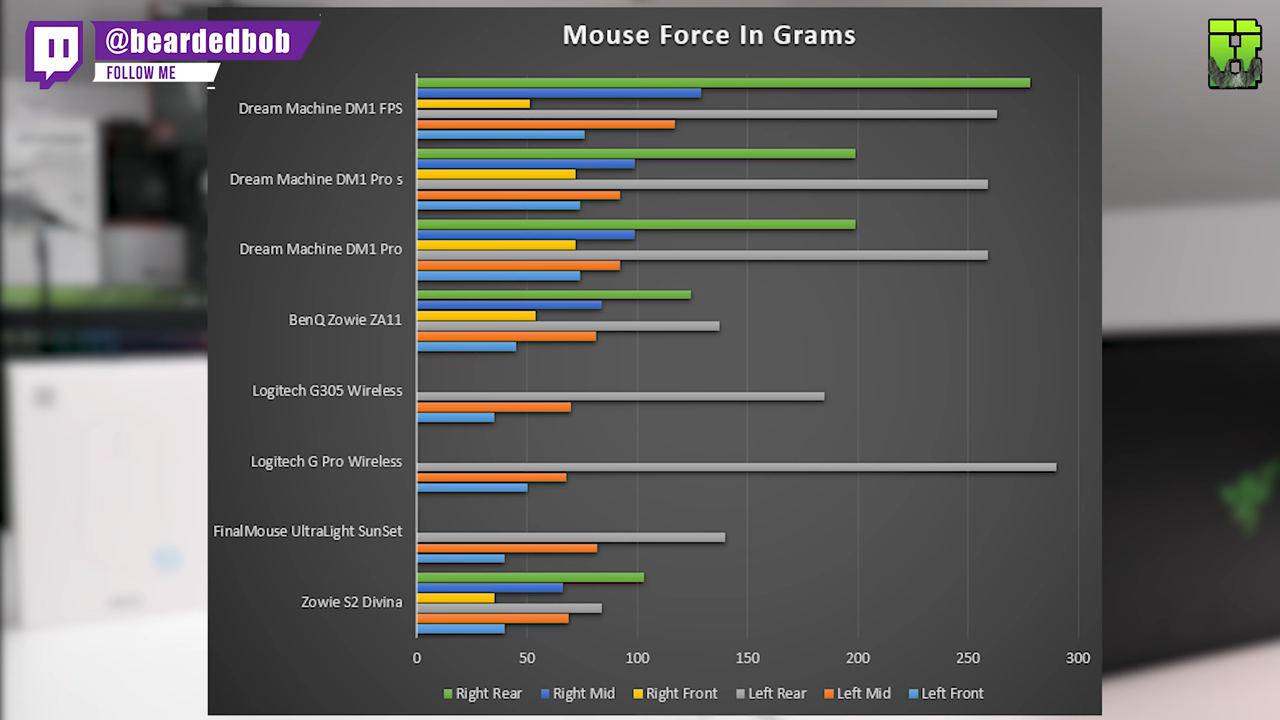 @beardedbob
FOLLOW ME
Mouse Force In Grams
Dream Machine DM1 FPS
Dream Machine DM1 Pro s
Dream Machine DM1 Pro
BenQ Zowie ZA11
Logitech G305 Wireless
Logitech G Pro Wireless
FinalMouse UltraLight SunSet
Zowie S2 Divina
0 50 100 150 200 250 300
Right Rear Right Mid Right Front Left Rear Left Mid Left Front